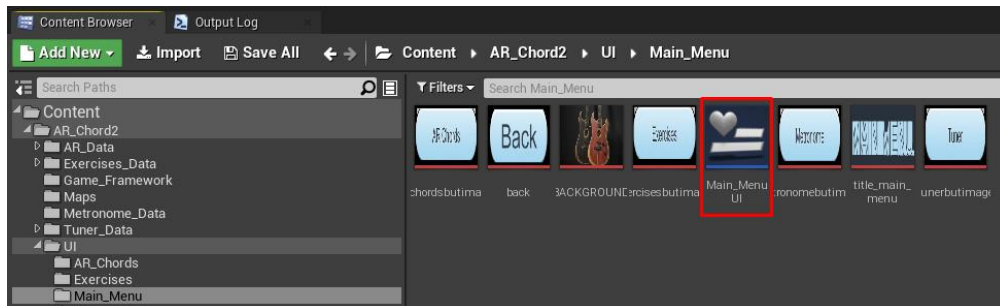 Content Browser
Output Log
Add New
Import
Save All
Content
AR_Chord2
UI
Main_Menu
Search Paths
Content
AR_Chord2
AR_Data
Exercises_Data
Game_Framework
Maps
Metronome_Data
Tuner_Data
UI
AR_Chords
Exercises
Main_Menu
Filters
Search Main_Menu
AR Chords
Back
Exercises
Metronome
Tuner
chordsbutima
back
BACKGROUND
ercisesbutima
Main_Menu
UI
ronomebutim
title_main_
menu
unerbutimage